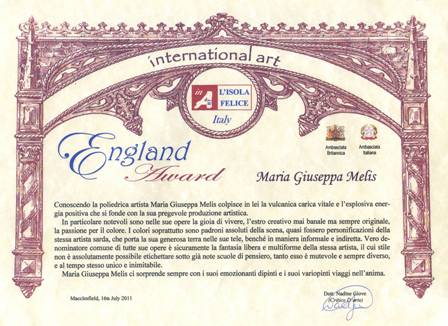 international art
in
L'ISOLA
FELICE
Italy
England
Award
Ambasciata
Britannica
Ambasciata
Italiana
Maria Giuseppa Melis
Conoscendo la poliedrica artista Maria Giuseppa Melis colpisce in lei la vulcanica carica vitale e l'esplosiva ener-
gia positiva che si fonde con la sua pregevole produzione artistica.
In particolare notevoli sono nelle sue opere la gioia di vivere, l'estro creativo mai banale ma sempre originale,
la passione per il colore. I colori soprattutto sono padroni assoluti della scena, quasi fossero personificazione della
stessa artista sarda, che porta la sua generosa terra nelle sue tele, benché in maniera informale e indiretta. Vero de-
nominatore comune di tutte sue opere è sicuramente la fantasia libera e multiforme della stessa artista, il cui stile
non è assolutamente possibile etichettare sotto già note scuole di pensiero, tanto esso è mutevole e sempre diverso,
e al tempo stesso unico e inimitabile.
Maria Giuseppa Melis ci sorprende sempre con i suoi emozionanti dipinti e i suoi variopinti viaggi nell'anima.
Macclesfield, 16th July 2011
Dott. Nadine Giove
(Critico D'arte)